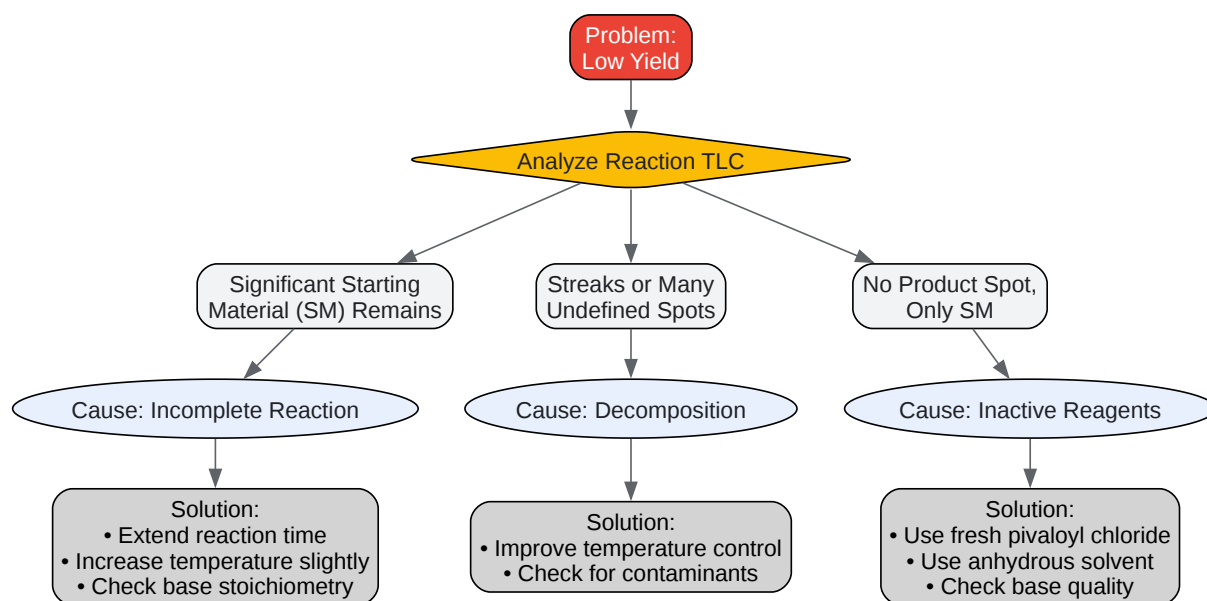 Problem:
Low Yield
Analyze Reaction TLC
Significant Starting
Material (SM) Remains
Streaks or Many
Undefined Spots
No Product Spot,
Only SM
Cause: Incomplete Reaction
Cause: Decomposition
Cause: Inactive Reagents
Solution:
• Extend reaction time
• Increase temperature slightly
• Check base stoichiometry
Solution:
• Improve temperature control
• Check for contaminants
Solution:
• Use fresh pivaloyl chloride
• Use anhydrous solvent
• Check base quality